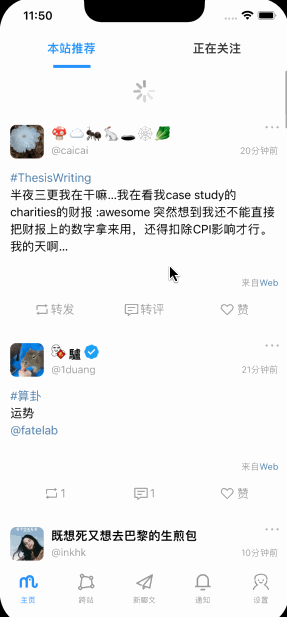 11:50
本站推荐
正在关注
🍄☁️🐜🐇🕳️🕸️🥬
@caicai
20分钟前
#ThesisWriting
半夜三更我在干嘛...我在看我case study的
charities的财报 :awesome 突然想到我还不能直接
把财报上的数字拿来用，还得扣除CPI影响才行。
我的天啊...
来自Web
转发
转评
赞
驢
@1duang
21分钟前
#算卦
运势
@fatelab
来自Web
1
1
赞
既想死又想去巴黎的生煎包
@inkhk
10分钟前
主页
跨站
新聊文
通知
设置